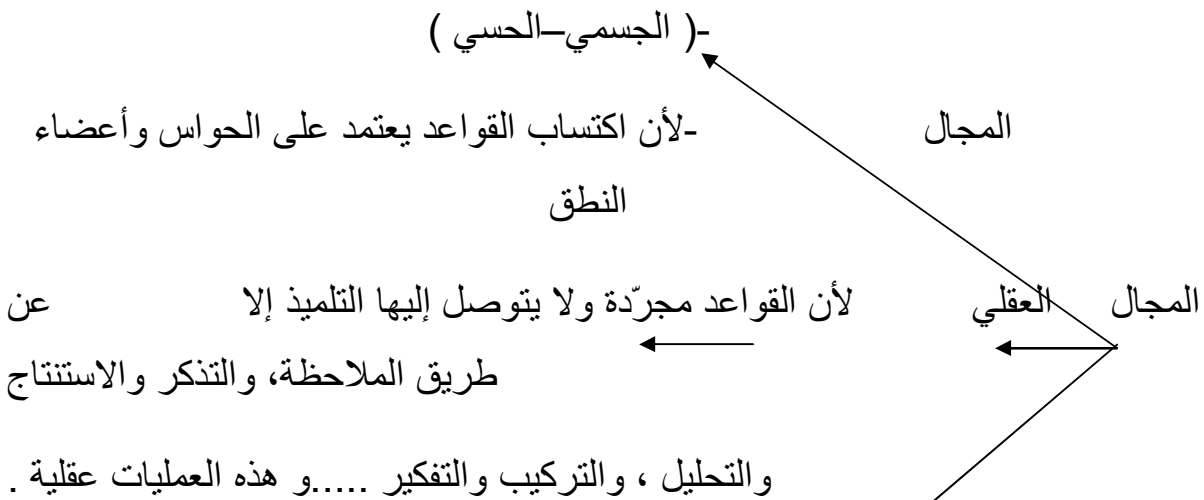 -( الجسمي–الحسي )
المجال -لأن اكتساب القواعد يعتمد على الحواس وأعضاء
النطق
المجال العقلي لأن القواعد مجرّدة ولا يتوصل إليها التلميذ إلا عن
طريق الملاحظة، والتذكر والاستنتاج
والتحليل ، والتركيب والتفكير .....و هذه العمليات عقلية .